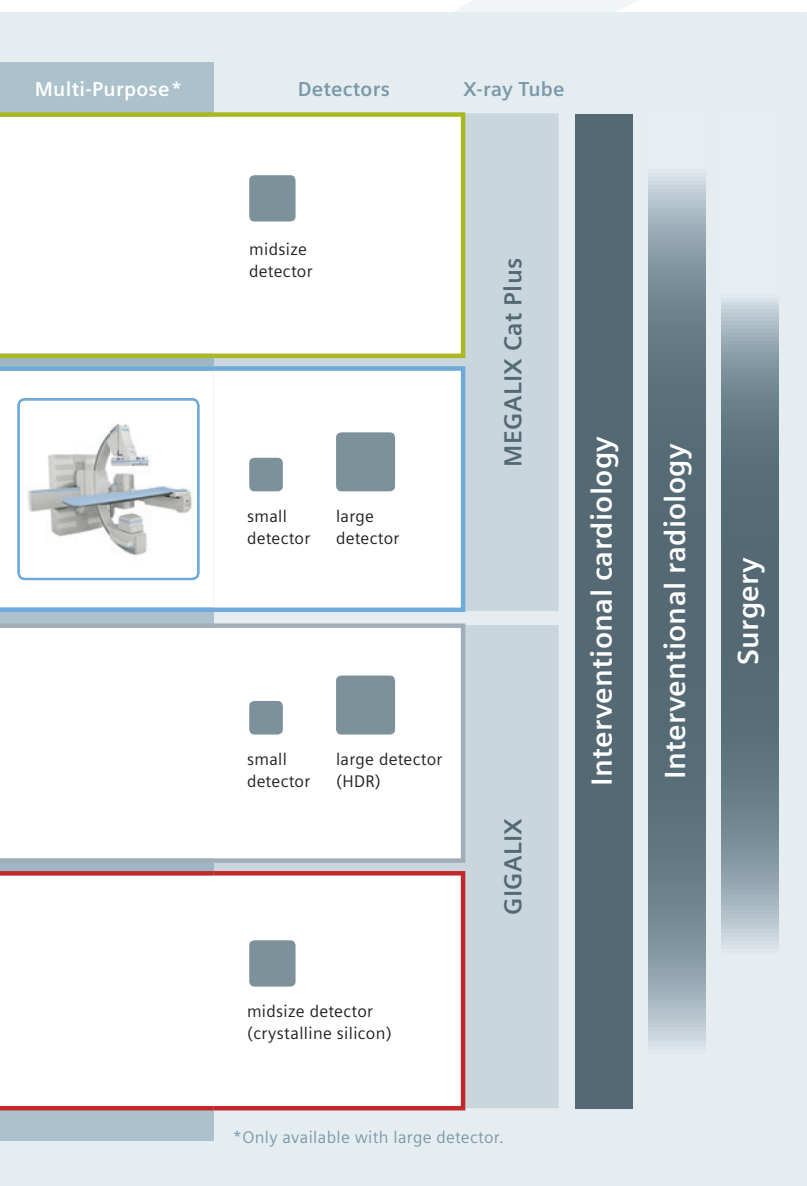 Multi-Purpose*
Detectors
X-ray Tube
midsize
detector
MEGALIX Cat Plus
small
detector
large
detector
small
detector
large detector
(HDR)
GIGALIX
midsize detector
(crystalline silicon)
Interventional cardiology
Interventional radiology
Surgery
*Only available with large detector.